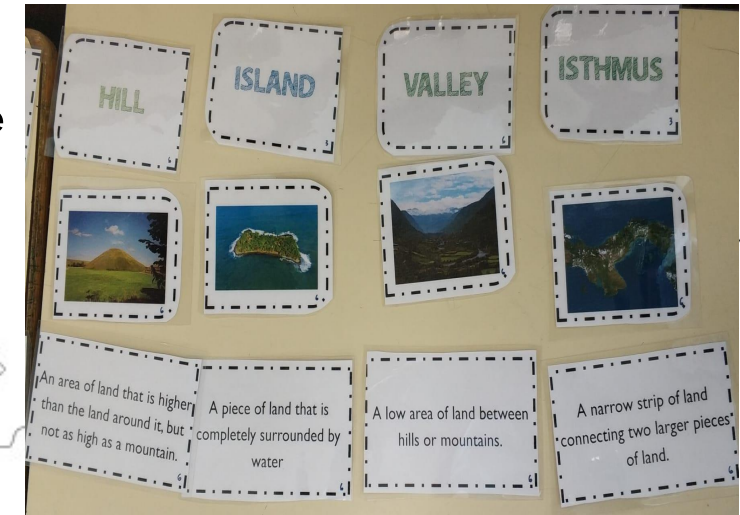 HILL
ISLAND
VALLEY
ISTHMUS
An area of land that is higher
than the land around it, but
not as high as a mountain.
A piece of land that is
completely surrounded by
water
A low area of land between
hills or mountains.
A narrow strip of land
connecting two larger pieces
of land.